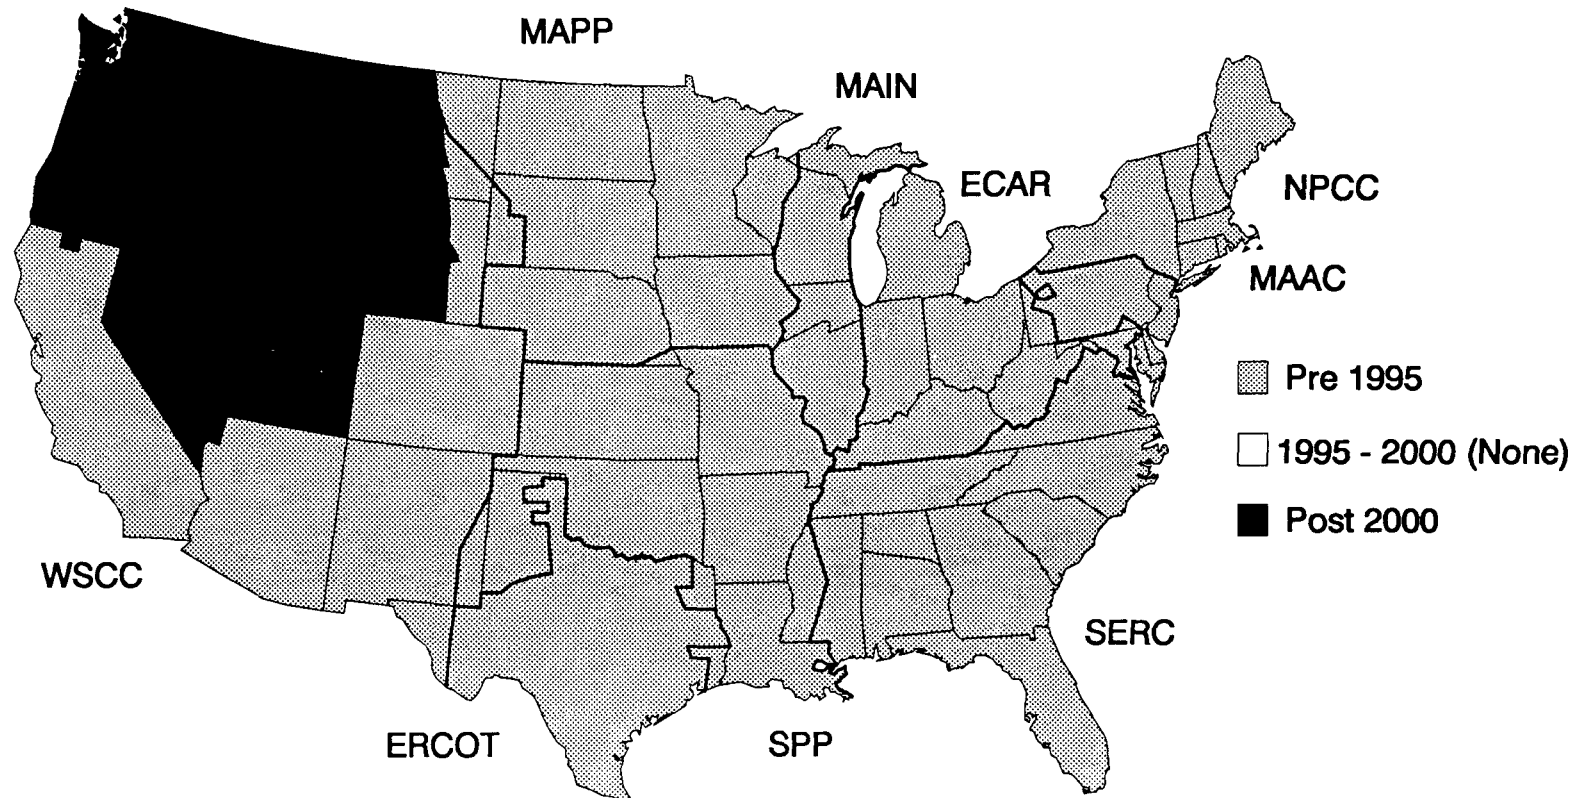 MAPP
MAIN
ECAR
NPCC
MAAC
Pre 1995
1995 - 2000 (None)
Post 2000
WSCC
SERC
ERCOT
SPP